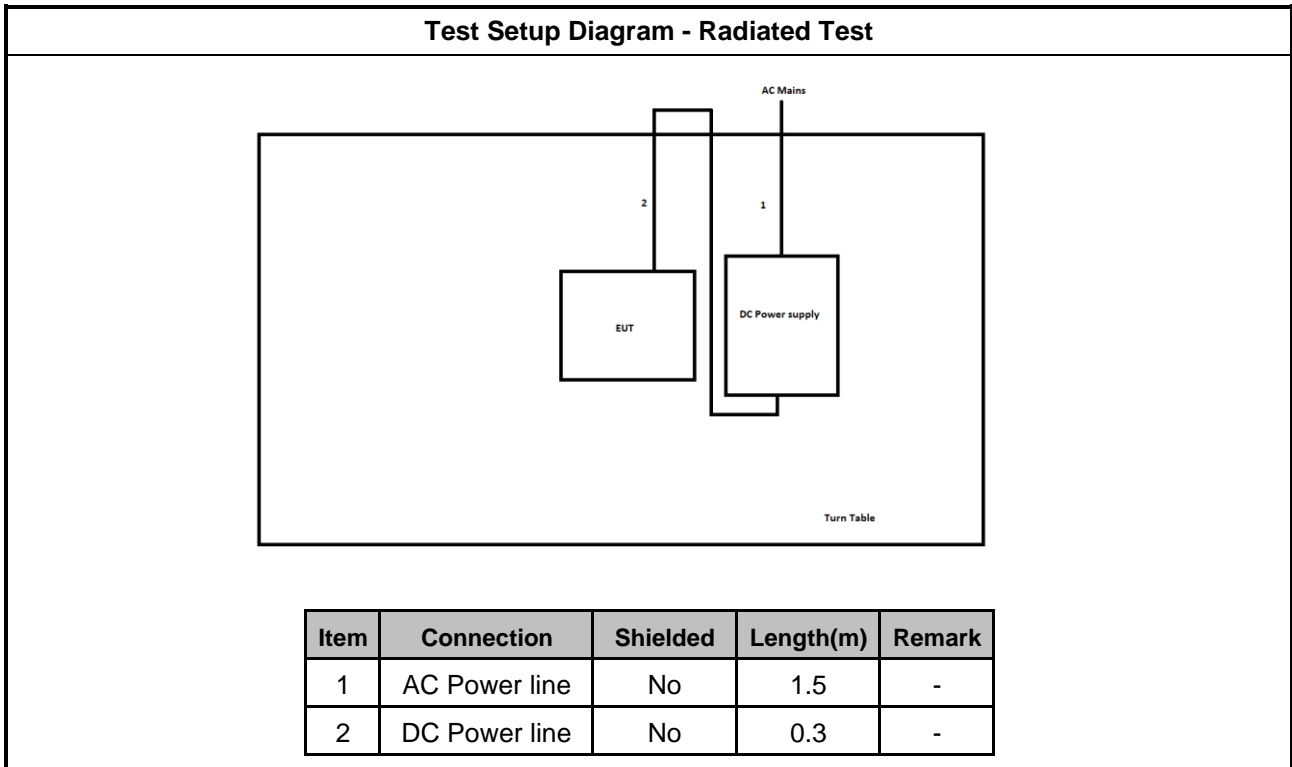 Test Setup Diagram - Radiated Test
AC Mains
2
1
EUT
DC Power supply
Turn Table
Item Connection Shielded Length(m) Remark
1 AC Power line No 1.5 -
2 DC Power line No 0.3 -